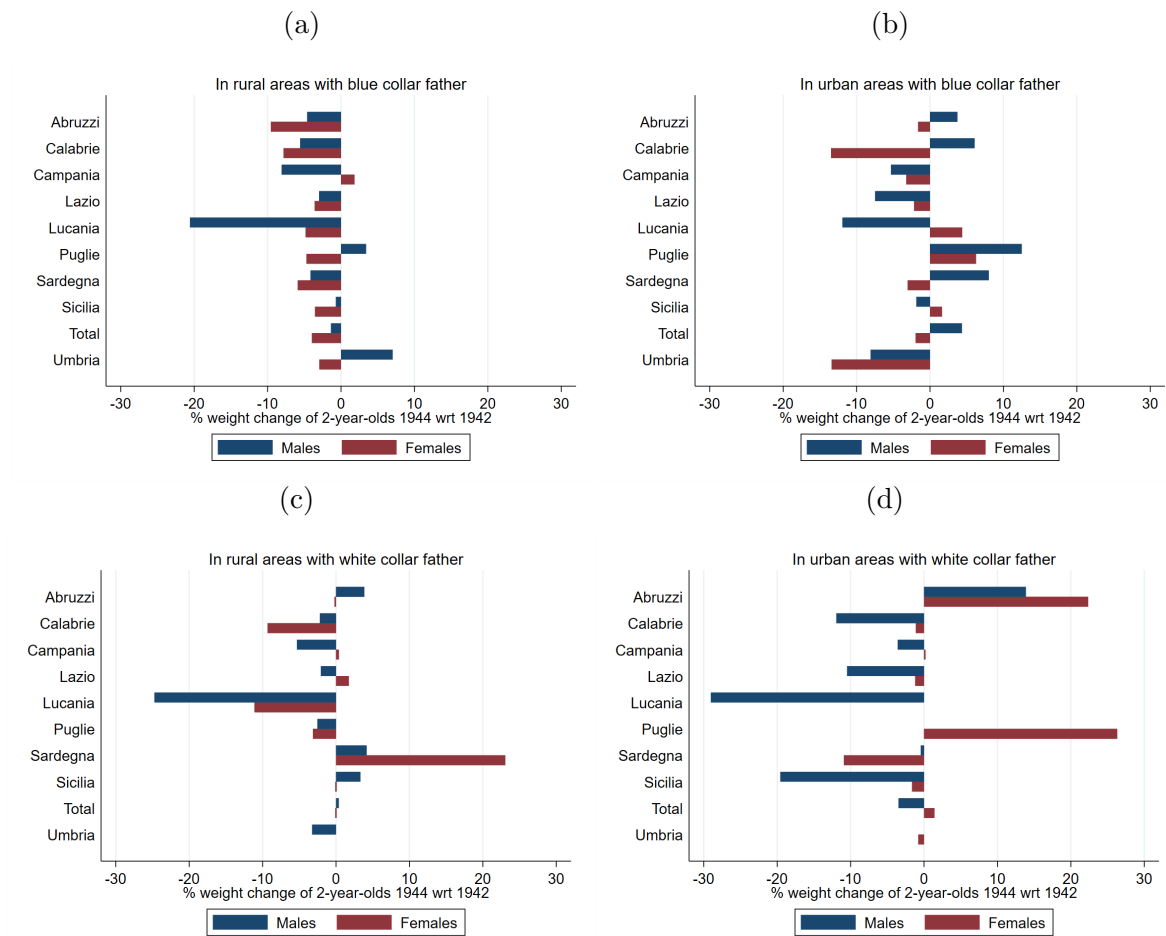 (a)
In rural areas with blue collar father
Abruzzi
Calabrie
Campania
Lazio
Lucania
Puglie
Sardegna
Sicilia
Total
Umbria
-30 -20 -10 0 10 20 30
% weight change of 2-year-olds 1944 wrt 1942
Males Females
(b)
In urban areas with blue collar father
Abruzzi
Calabrie
Campania
Lazio
Lucania
Puglie
Sardegna
Sicilia
Total
Umbria
-30 -20 -10 0 10 20 30
% weight change of 2-year-olds 1944 wrt 1942
Males Females
(c)
In rural areas with white collar father
Abruzzi
Calabrie
Campania
Lazio
Lucania
Puglie
Sardegna
Sicilia
Total
Umbria
-30 -20 -10 0 10 20 30
% weight change of 2-year-olds 1944 wrt 1942
Males Females
(d)
In urban areas with white collar father
Abruzzi
Calabrie
Campania
Lazio
Lucania
Puglie
Sardegna
Sicilia
Total
Umbria
-30 -20 -10 0 10 20 30
% weight change of 2-year-olds 1944 wrt 1942
Males Females